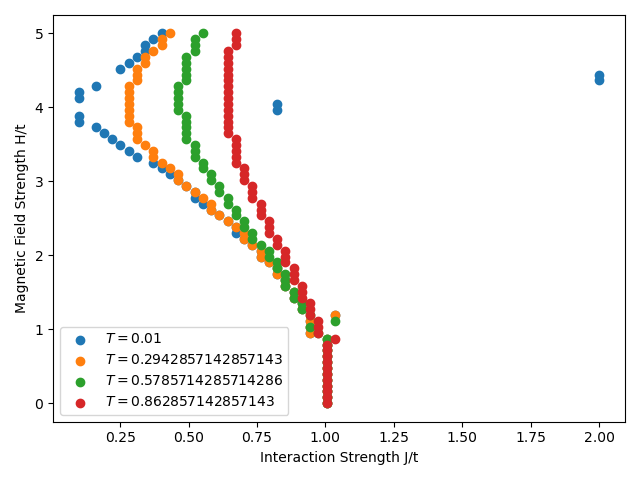 Magnetic Field Strength H/t
5
4
3
2
1
0
T = 0.01
T = 0.2942857142857143
T = 0.5785714285714286
T = 0.862857142857143
0.25 0.50 0.75 1.00 1.25 1.50 1.75 2.00
Interaction Strength J/t